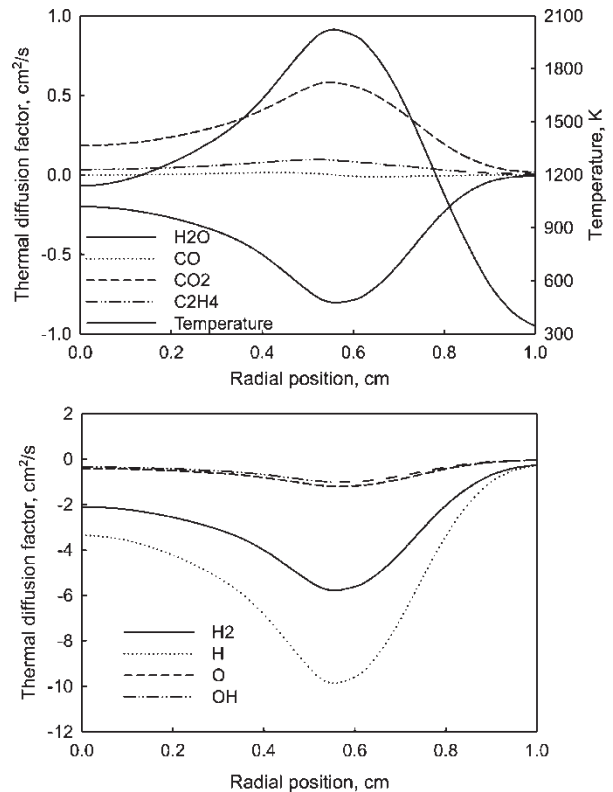 Thermal diffusion factor, cm²/s
1.0
0.5
0.0
-0.5
-1.0
2100
1800
1500
1200
900
600
300
Temperature, K
H2O
CO
CO2
C2H4
Temperature
0.0 0.2 0.4 0.6 0.8 1.0
Radial position, cm
Thermal diffusion factor, cm²/s
2
0
-2
-4
-6
-8
-10
-12
H2
H
O
OH
0.0 0.2 0.4 0.6 0.8 1.0
Radial position, cm